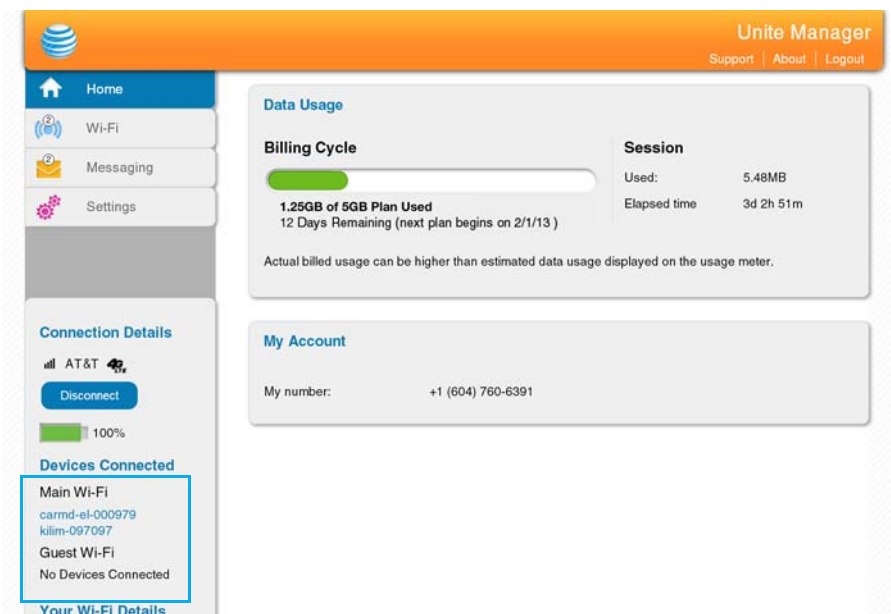 Unite Manager
Support | About | Logout
Home
2
Wi-Fi
2
Messaging
Settings
Data Usage
Billing Cycle
1.25GB of 5GB Plan Used
12 Days Remaining (next plan begins on 2/1/13 )
Session
Used: 5.48MB
Elapsed time 3d 2h 51m
Actual billed usage can be higher than estimated data usage displayed on the usage meter.
My Account
My number: +1 (604) 760-6391
Connection Details
AT&T 4G LTE
Disconnect
100%
Devices Connected
Main Wi-Fi
carmd-el-000979
kilim-097097
Guest Wi-Fi
No Devices Connected
Your Wi-Fi Details